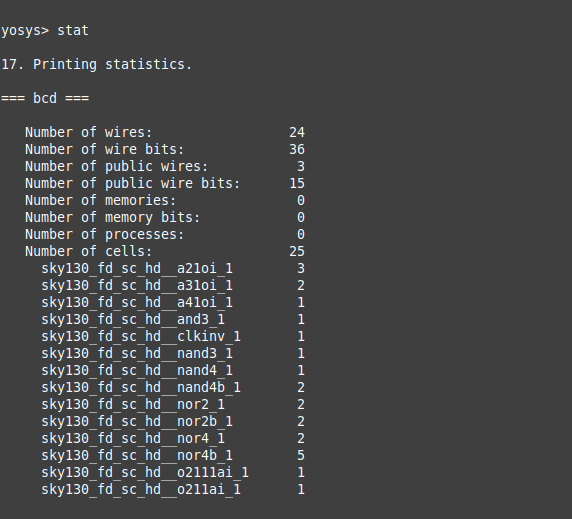 yosys> stat
17. Printing statistics.
=== bcd ===
Number of wires: 24
Number of wire bits: 36
Number of public wires: 3
Number of public wire bits: 15
Number of memories: 0
Number of memory bits: 0
Number of processes: 0
Number of cells: 25
sky130_fd_sc_hd__a21oi_1 3
sky130_fd_sc_hd__a31oi_1 2
sky130_fd_sc_hd__a41oi_1 1
sky130_fd_sc_hd__and3_1 1
sky130_fd_sc_hd__clkinv_1 1
sky130_fd_sc_hd__nand3_1 1
sky130_fd_sc_hd__nand4_1 1
sky130_fd_sc_hd__nand4b_1 2
sky130_fd_sc_hd__nor2_1 2
sky130_fd_sc_hd__nor2b_1 2
sky130_fd_sc_hd__nor4_1 2
sky130_fd_sc_hd__nor4b_1 5
sky130_fd_sc_hd__o2111ai_1 1
sky130_fd_sc_hd__o211ai_1 1